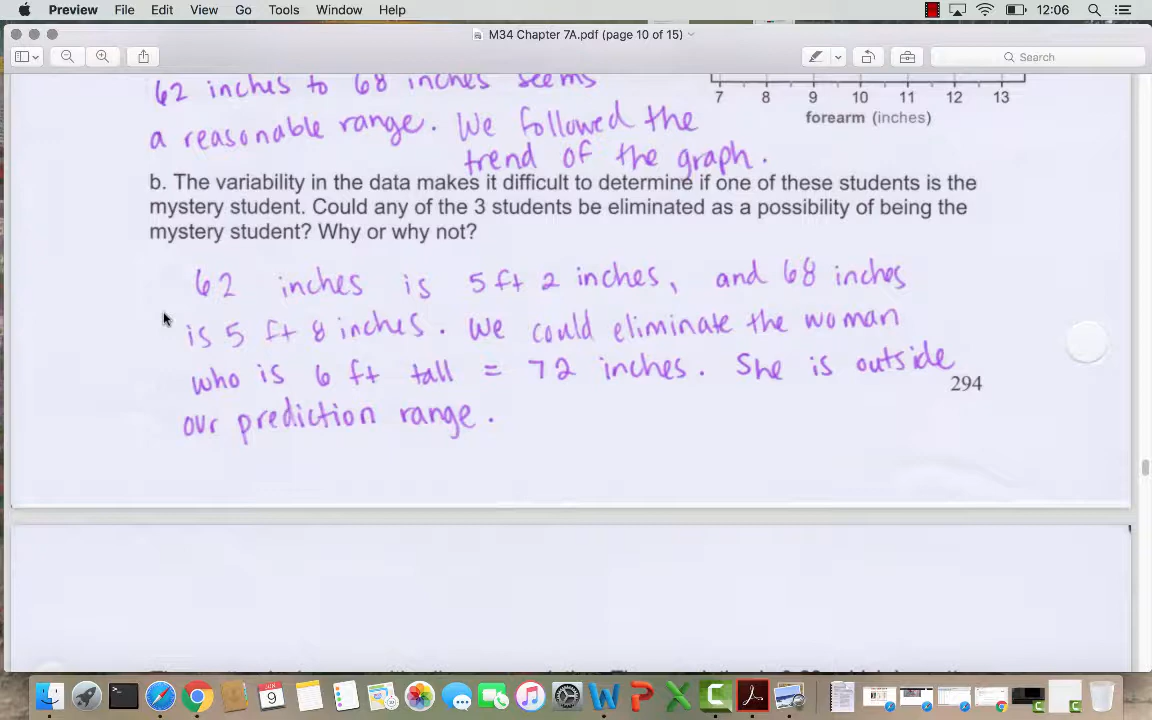 Preview File Edit View Go Tools Window Help 12:06
M34 Chapter 7A.pdf (page 10 of 15)
Search
62 inches to 68 inches seems
a reasonable range. We followed the
trend of the graph.
7 8 9 10 11 12 13
forearm (inches)
b. The variability in the data makes it difficult to determine if one of these students is the
mystery student. Could any of the 3 students be eliminated as a possibility of being the
mystery student? Why or why not?
62 inches is 5 ft 2 inches, and 68 inches
is 5 ft 8 inches. We could eliminate the woman
who is 6 ft tall = 72 inches. She is outside
294
our prediction range.